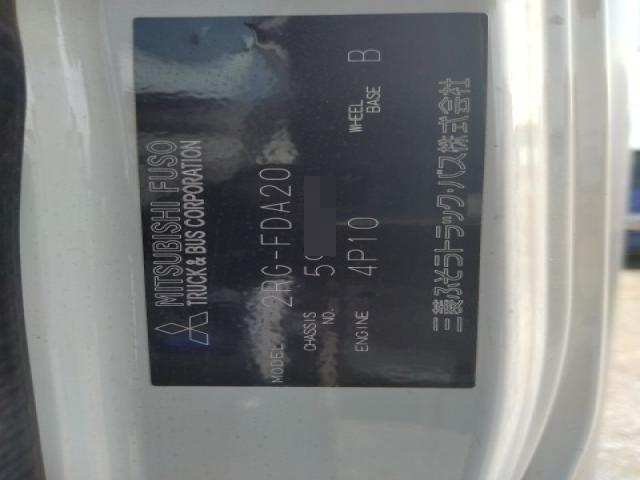 MITSUBISHI FUSO
TRUCK & BUS CORPORATION
MODEL 2RG-FDA20
CHASSIS NO. 59
ENGINE 4P10
WHEEL BASE B
三菱ふそうトラック・バス株式会社